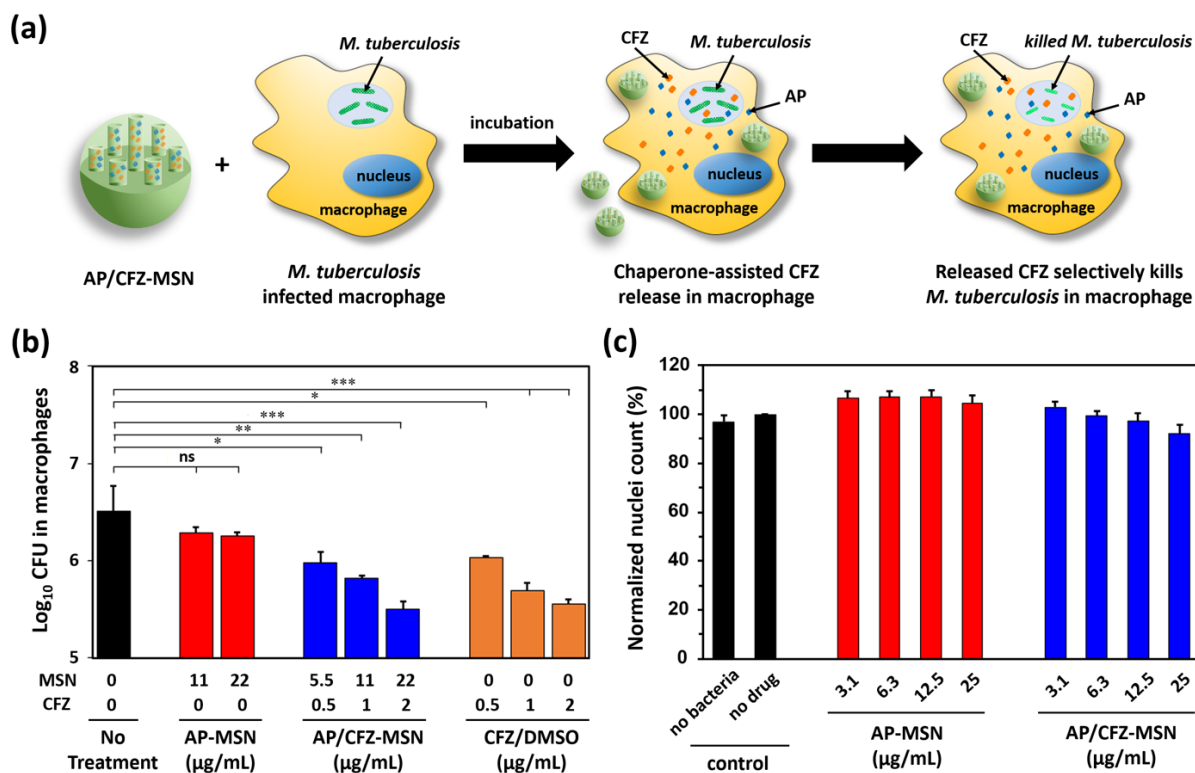 (a)
M. tuberculosis
nucleus
macrophage
+
AP/CFZ-MSN
M. tuberculosis
infected macrophage
incubation
CFZ
M. tuberculosis
AP
nucleus
macrophage
Chaperone-assisted CFZ
release in macrophage
CFZ
killed M. tuberculosis
AP
nucleus
macrophage
Released CFZ selectively kills
M. tuberculosis in macrophage
(b)
Log10 CFU in macrophages
8
7
6
5
***
*
***
**
*
ns
MSN 0 11 22 5.5 11 22 0 0 0
CFZ 0 0 0 0.5 1 2 0.5 1 2
No
Treatment
AP-MSN
(µg/mL)
AP/CFZ-MSN
(µg/mL)
CFZ/DMSO
(µg/mL)
(c)
Normalized nuclei count (%)
120
100
80
60
40
20
0
no bacteria
no drug
3.1
6.3
12.5
25
3.1
6.3
12.5
25
control
AP-MSN
(µg/mL)
AP/CFZ-MSN
(µg/mL)